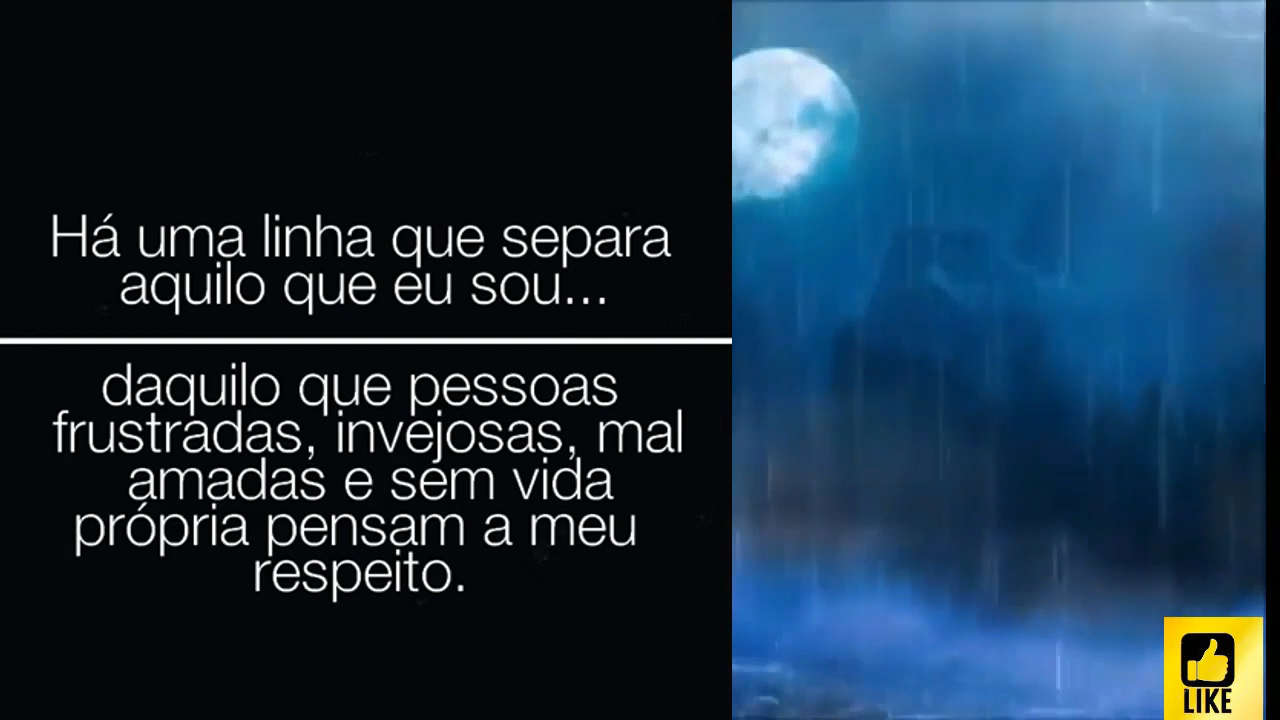 Há uma linha que separa
aquilo que eu sou...
daquilo que pessoas
frustradas, invejosas, mal
amadas e sem vida
própria pensam a meu
respeito.
LIKE